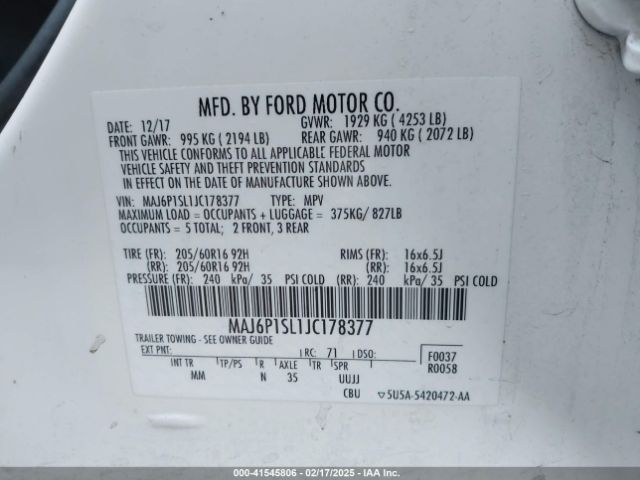 MFD. BY FORD MOTOR CO.
DATE: 12/17 GVWR: 1929 KG ( 4253 LB)
FRONT GAWR: 995 KG ( 2194 LB) REAR GAWR: 940 KG ( 2072 LB)
THIS VEHICLE CONFORMS TO ALL APPLICABLE FEDERAL MOTOR
VEHICLE SAFETY AND THEFT PREVENTION STANDARDS
IN EFFECT ON THE DATE OF MANUFACTURE SHOWN ABOVE.
VIN: MAJ6P1SL1JC178377 TYPE: MPV
MAXIMUM LOAD = OCCUPANTS + LUGGAGE = 375KG/ 827LB
OCCUPANTS = 5 TOTAL; 2 FRONT, 3 REAR
TIRE (FR): 205/60R16 92H RIMS (FR): 16x6.5J
(RR): 205/60R16 92H (RR): 16x6.5J
PRESSURE (FR): 240 kPa/ 35 PSI COLD (RR): 240 kPa/ 35 PSI COLD
MAJ6P1SL1JC178377
TRAILER TOWING - SEE OWNER GUIDE
EXT PNT: RC: 71 DSO: F0037
INT TR TP/PS R AXLE TR SPR R0058
MM N 35 UUJJ
CBU ▽5U5A-5420472-AA
© 41545806 - 02/17/2025 - IAA Inc.